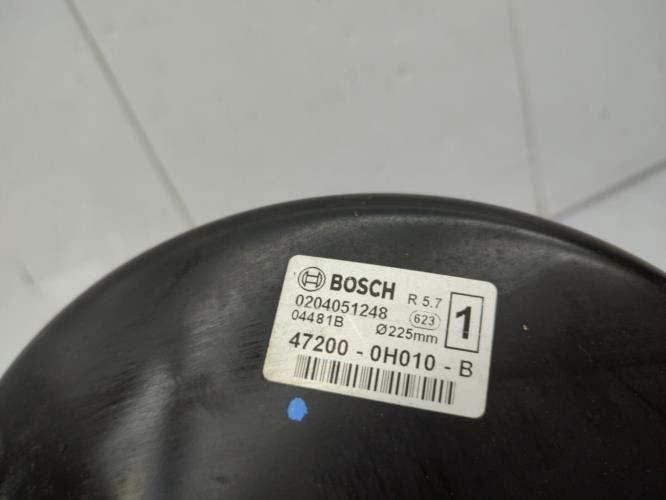 BOSCH R 5.7
0204051248 623 1
04481B Ø225mm
47200 - 0H010 - B